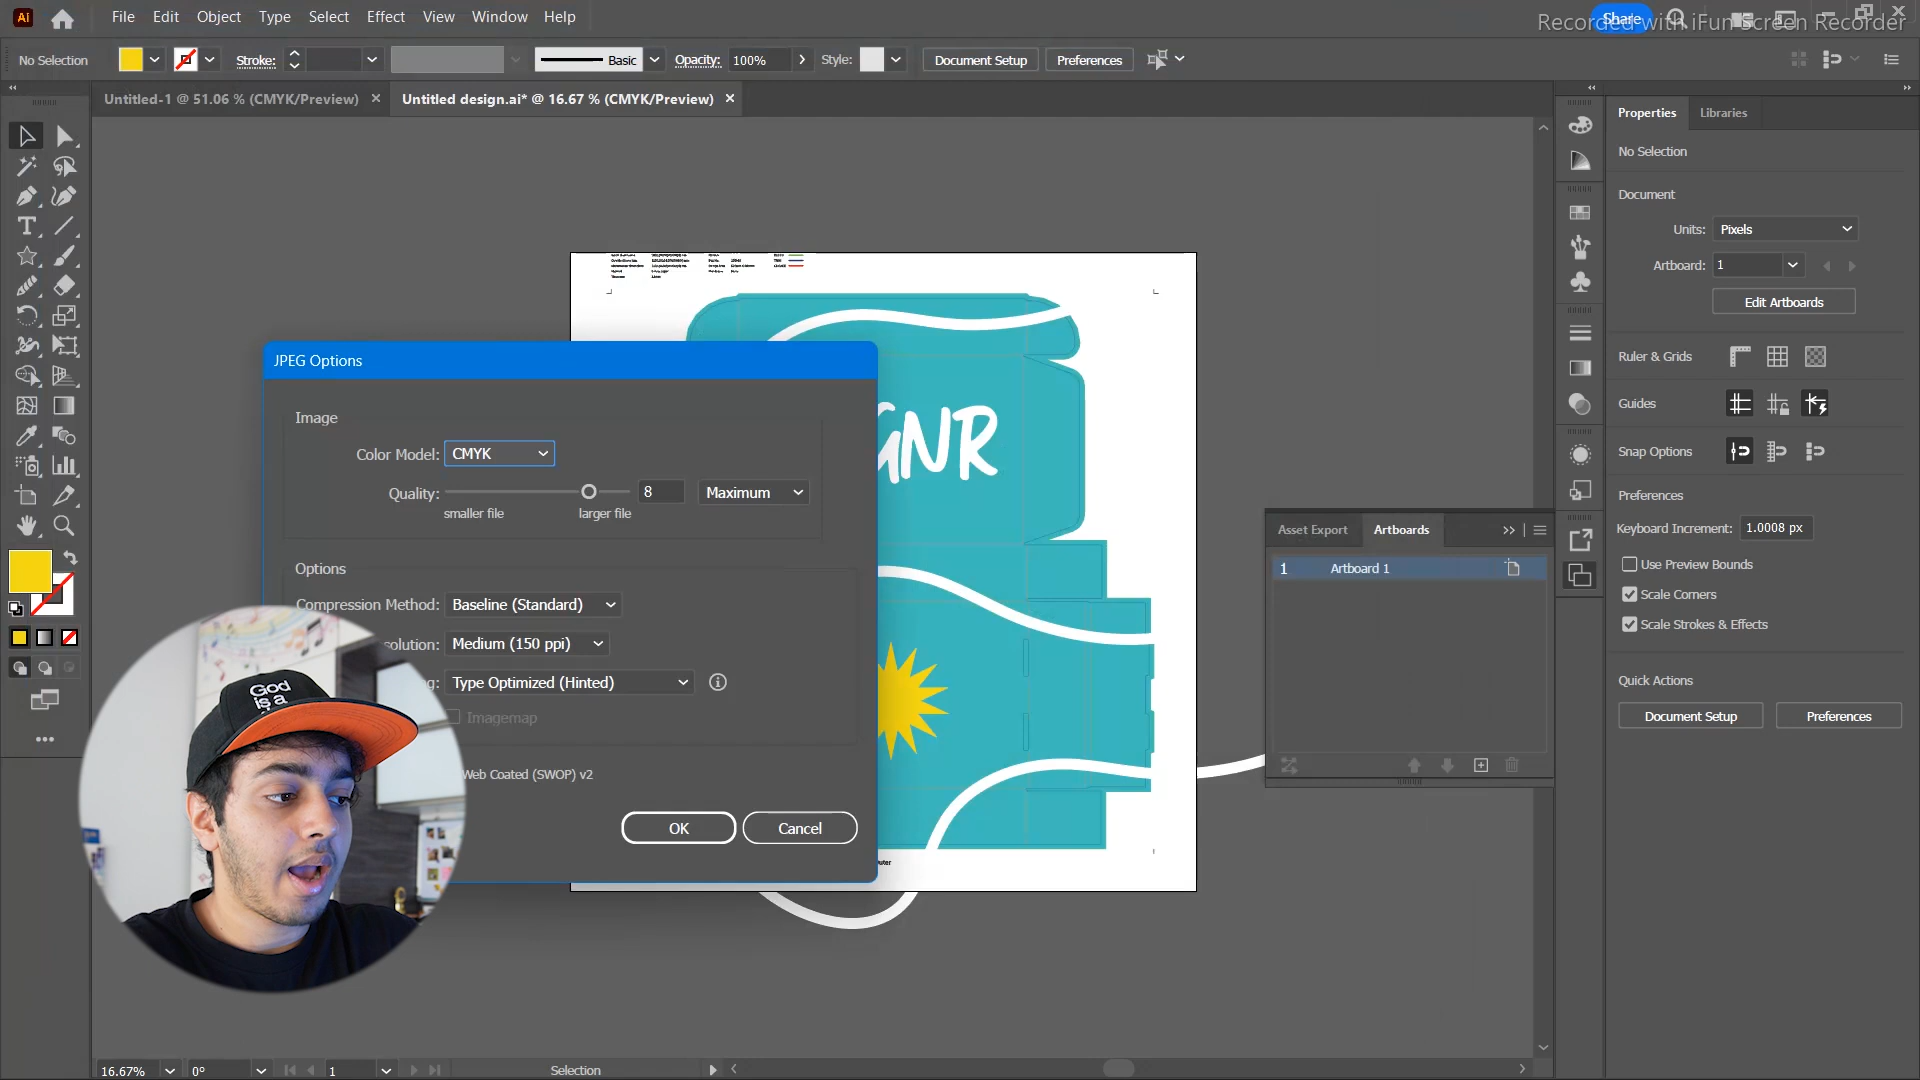 Ai
File Edit Object Type Select Effect View Window Help
Share
Recorded with iFun Screen Recorder
No Selection
Stroke:
Basic
Opacity: 100%
Style:
Document Setup
Preferences
Untitled-1 @ 51.06 % (CMYK/Preview)
Untitled design.ai* @ 16.67 % (CMYK/Preview)
Properties
Libraries
No Selection
Document
Units: Pixels
Artboard: 1
Edit Artboards
Ruler & Grids
Guides
Snap Options
Preferences
Keyboard Increment: 1.0008 px
Use Preview Bounds
Scale Corners
Scale Strokes & Effects
Quick Actions
Document Setup
Preferences
JPEG Options
Image
Color Model: CMYK
Quality: 8 Maximum
smaller file larger file
Options
Compression Method: Baseline (Standard)
solution: Medium (150 ppi)
g: Type Optimized (Hinted)
Imagemap
Web Coated (SWOP) v2
OK
Cancel
GNR
Asset Export
Artboards
1 Artboard 1
God
is a
16.67%
0°
1
Selection